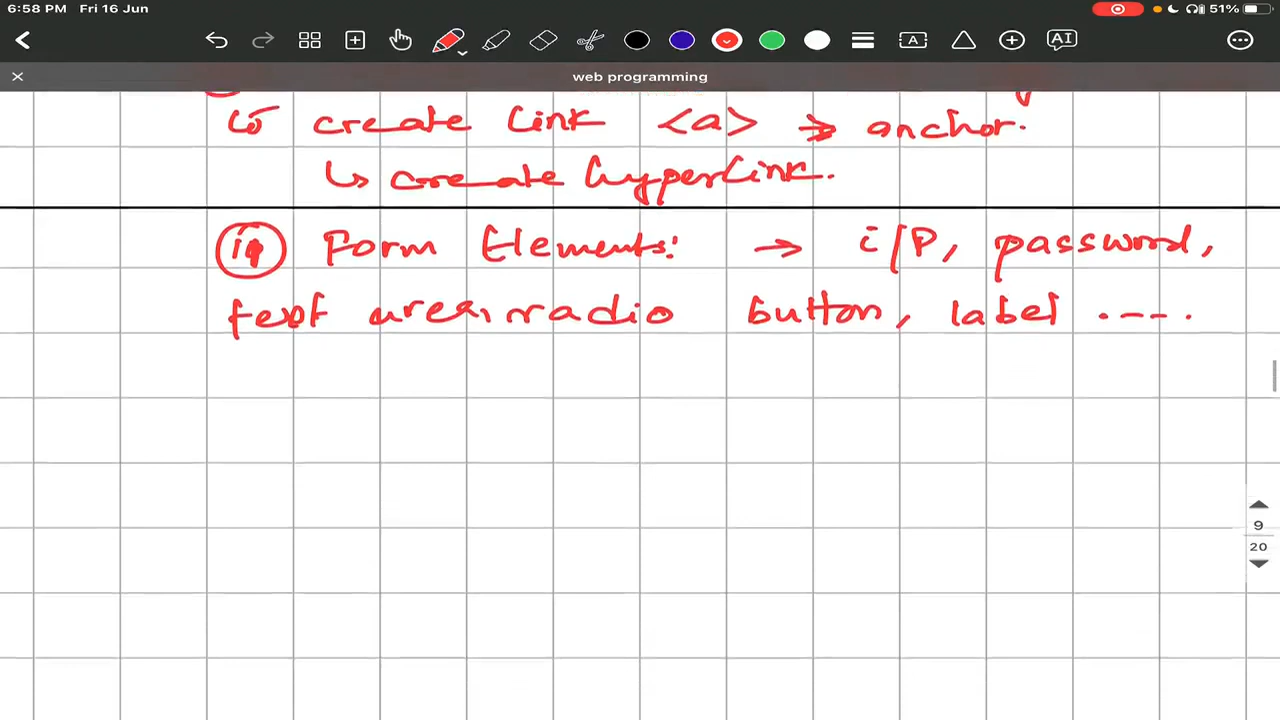 6:58 PM Fri 16 Jun 51%
A AI
web programming
create link <a> → anchor.
↳ create hyperlink.
Form Elements: → i/P, password,
text area, radio button, label .----.
9
20